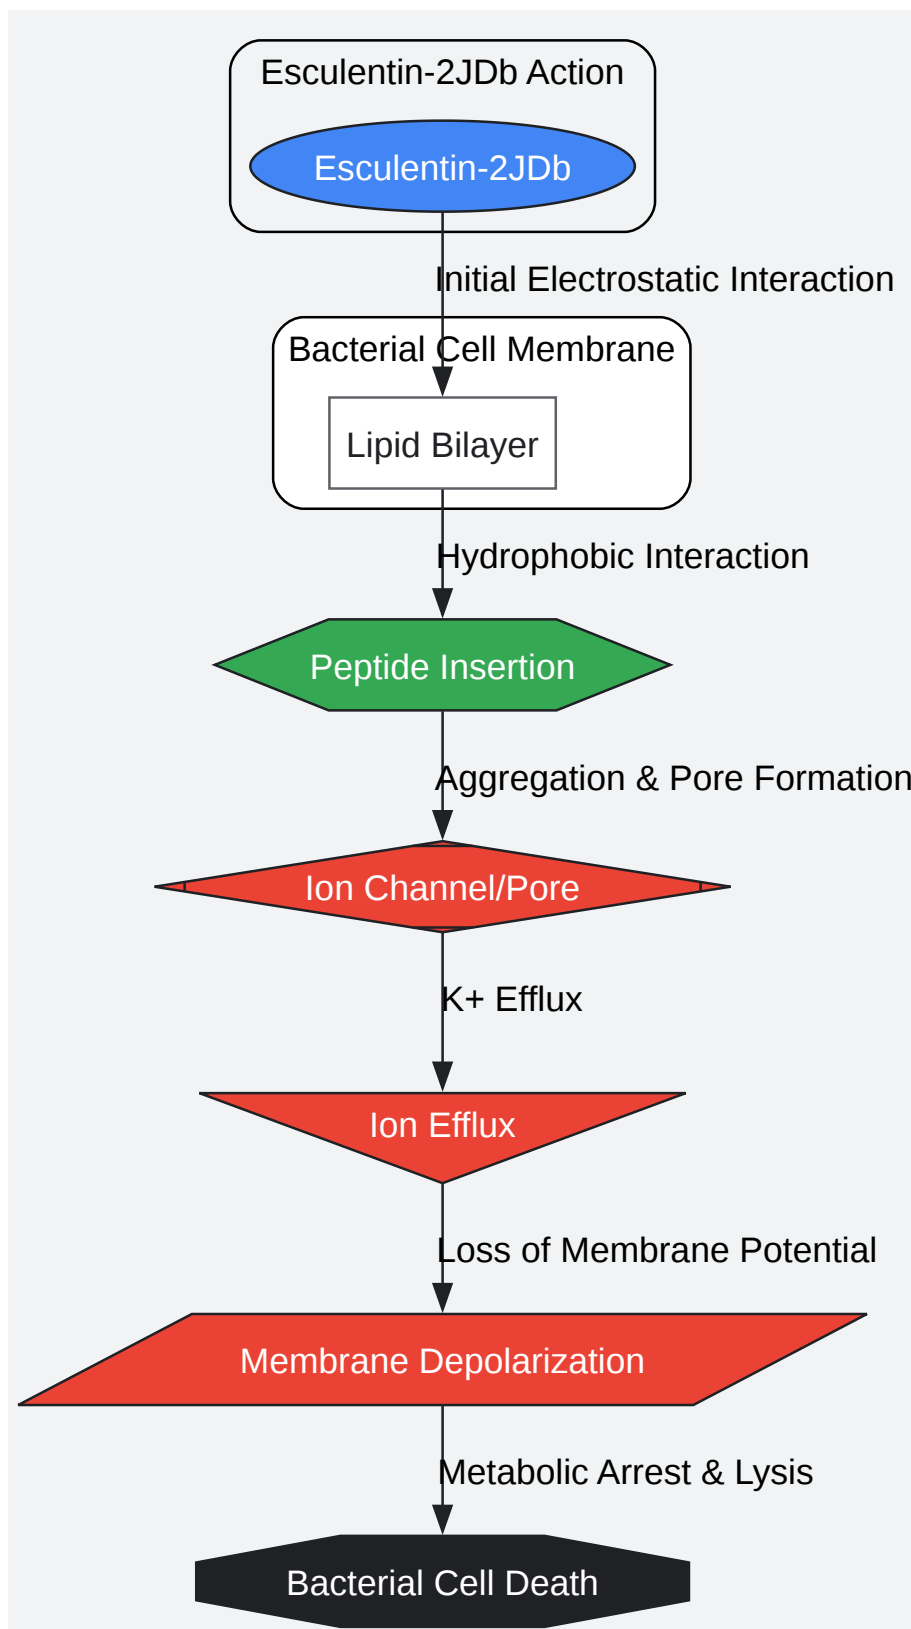 Esculentin-2JDb Action
Esculentin-2JDb
Initial Electrostatic Interaction
Bacterial Cell Membrane
Lipid Bilayer
Hydrophobic Interaction
Peptide Insertion
Aggregation & Pore Formation
Ion Channel/Pore
K+ Efflux
Ion Efflux
Loss of Membrane Potential
Membrane Depolarization
Metabolic Arrest & Lysis
Bacterial Cell Death